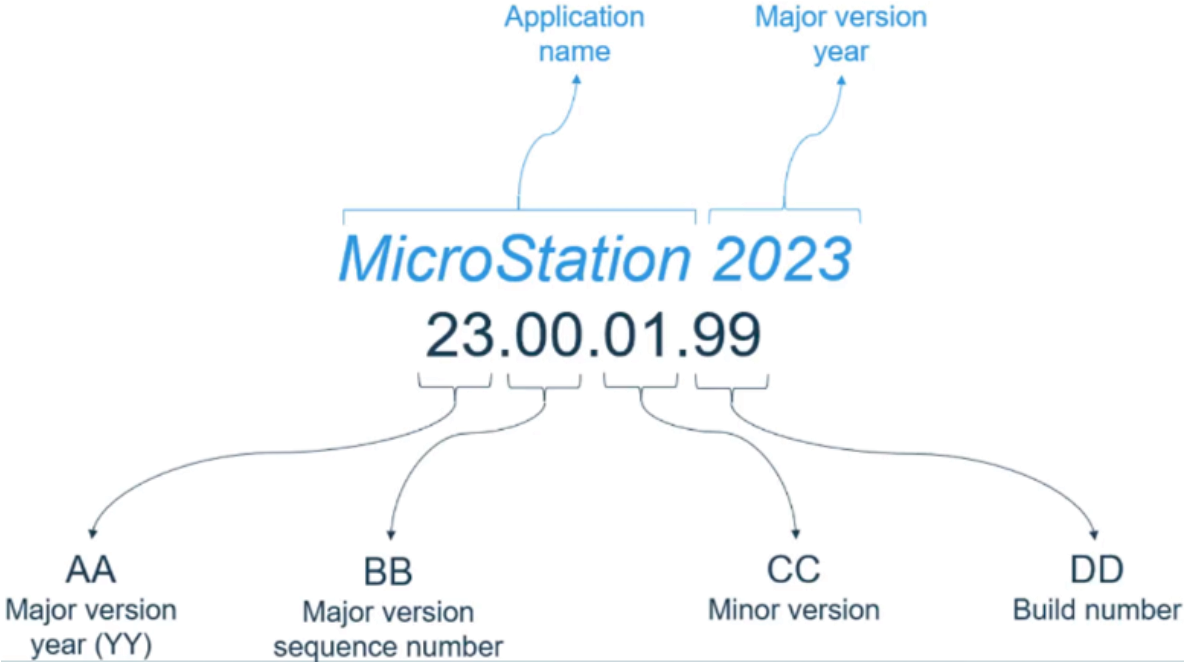 Application
name
Major version
year
MicroStation 2023
23.00.01.99
AA
Major version
year (YY)
BB
Major version
sequence number
CC
Minor version
DD
Build number